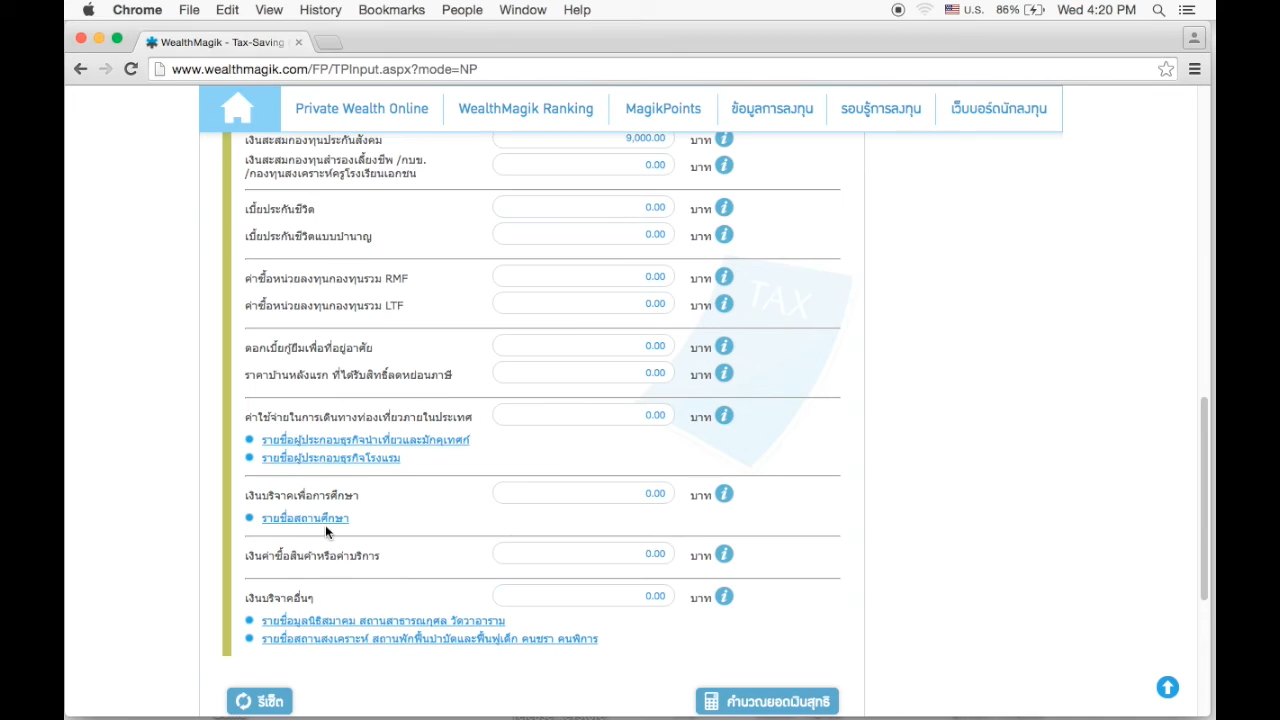 Chrome File Edit View History Bookmarks People Window Help U.S. 86% Wed 4:20 PM
WealthMagik - Tax-Saving
www.wealthmagik.com/FP/TPInput.aspx?mode=NP
Private Wealth Online WealthMagik Ranking MagikPoints ข้อมูลการลงทุน รอบรู้การลงทุน เว็บบอร์ดนักลงทุน
เงินสะสมกองทุนประกันสังคม 9,000.00 บาท
เงินสะสมกองทุนสำรองเลี้ยงชีพ /กบข. 0.00 บาท
/กองทุนสงเคราะห์ครูโรงเรียนเอกชน
เบี้ยประกันชีวิต 0.00 บาท
เบี้ยประกันชีวิตแบบบำนาญ 0.00 บาท
ค่าซื้อหน่วยลงทุนกองทุนรวม RMF 0.00 บาท
TAX
ค่าซื้อหน่วยลงทุนกองทุนรวม LTF 0.00 บาท
ดอกเบี้ยกู้ยืมเพื่อที่อยู่อาศัย 0.00 บาท
ราคาบ้านหลังแรก ที่ได้รับสิทธิ์ลดหย่อนภาษี 0.00 บาท
ค่าใช้จ่ายในการเดินทางท่องเที่ยวภายในประเทศ 0.00 บาท
รายชื่อผู้ประกอบธุรกิจนำเที่ยวและมัคคุเทศก์
รายชื่อผู้ประกอบธุรกิจโรงแรม
เงินบริจาคเพื่อการศึกษา 0.00 บาท
รายชื่อสถานศึกษา
เงินค่าซื้อสินค้าหรือค่าบริการ 0.00 บาท
เงินบริจาคอื่นๆ 0.00 บาท
รายชื่อมูลนิธิสมาคม สถานสาธารณกุศล วัดวาอาราม
รายชื่อสถานสงเคราะห์ สถานพักฟื้นบำบัดและฟื้นฟูเด็ก คนชรา คนพิการ
รีเซ็ต คำนวณยอดเงินสุทธิ